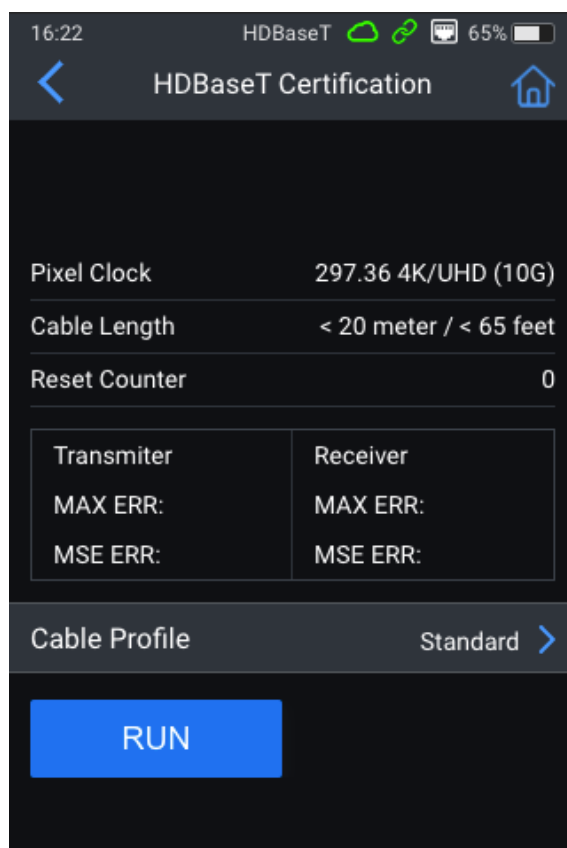 16:22 HDBaseT 65%
HDBaseT Certification
Pixel Clock 297.36 4K/UHD (10G)
Cable Length < 20 meter / < 65 feet
Reset Counter 0
Transmiter Receiver
MAX ERR: MAX ERR:
MSE ERR: MSE ERR:
Cable Profile Standard
RUN